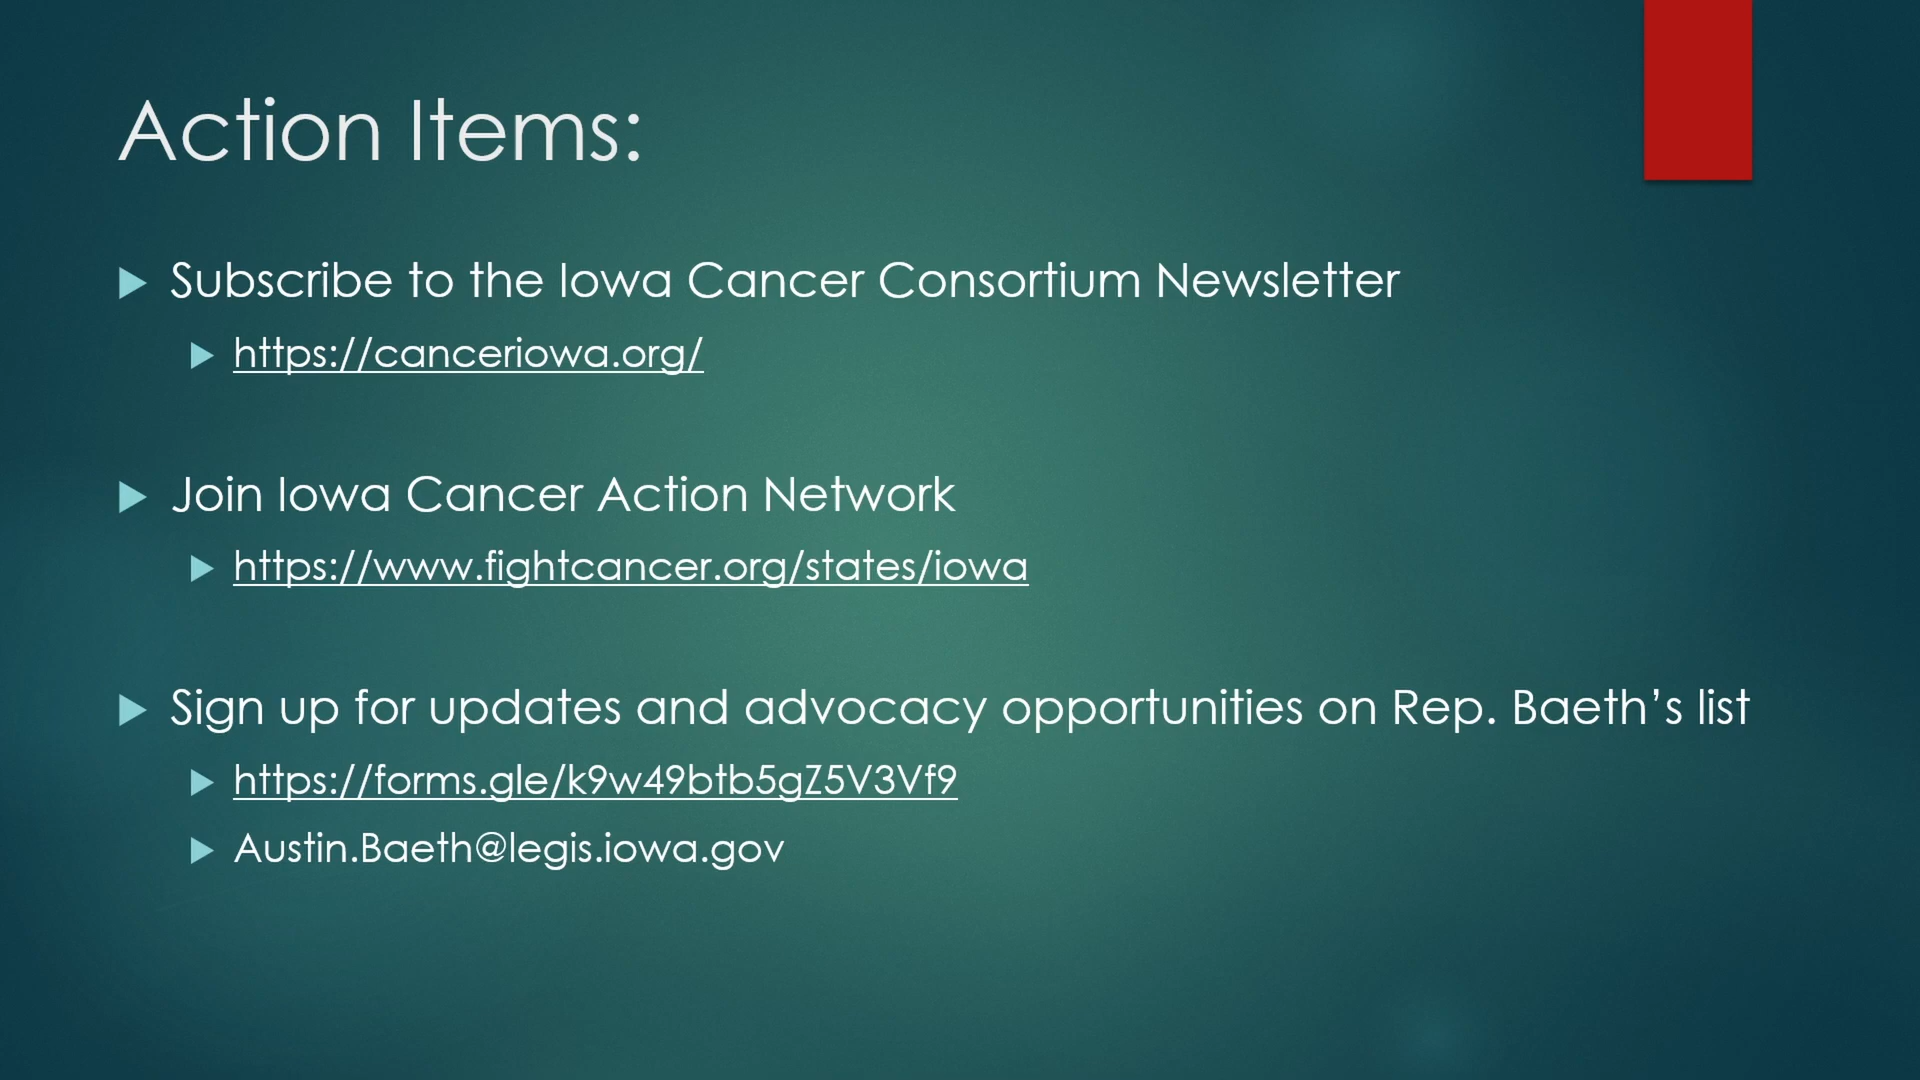 Action Items:
Subscribe to the Iowa Cancer Consortium Newsletter
https://canceriowa.org/
Join Iowa Cancer Action Network
https://www.fightcancer.org/states/iowa
Sign up for updates and advocacy opportunities on Rep. Baeth’s list
https://forms.gle/k9w49btb5gZ5V3Vf9
Austin.Baeth@legis.iowa.gov